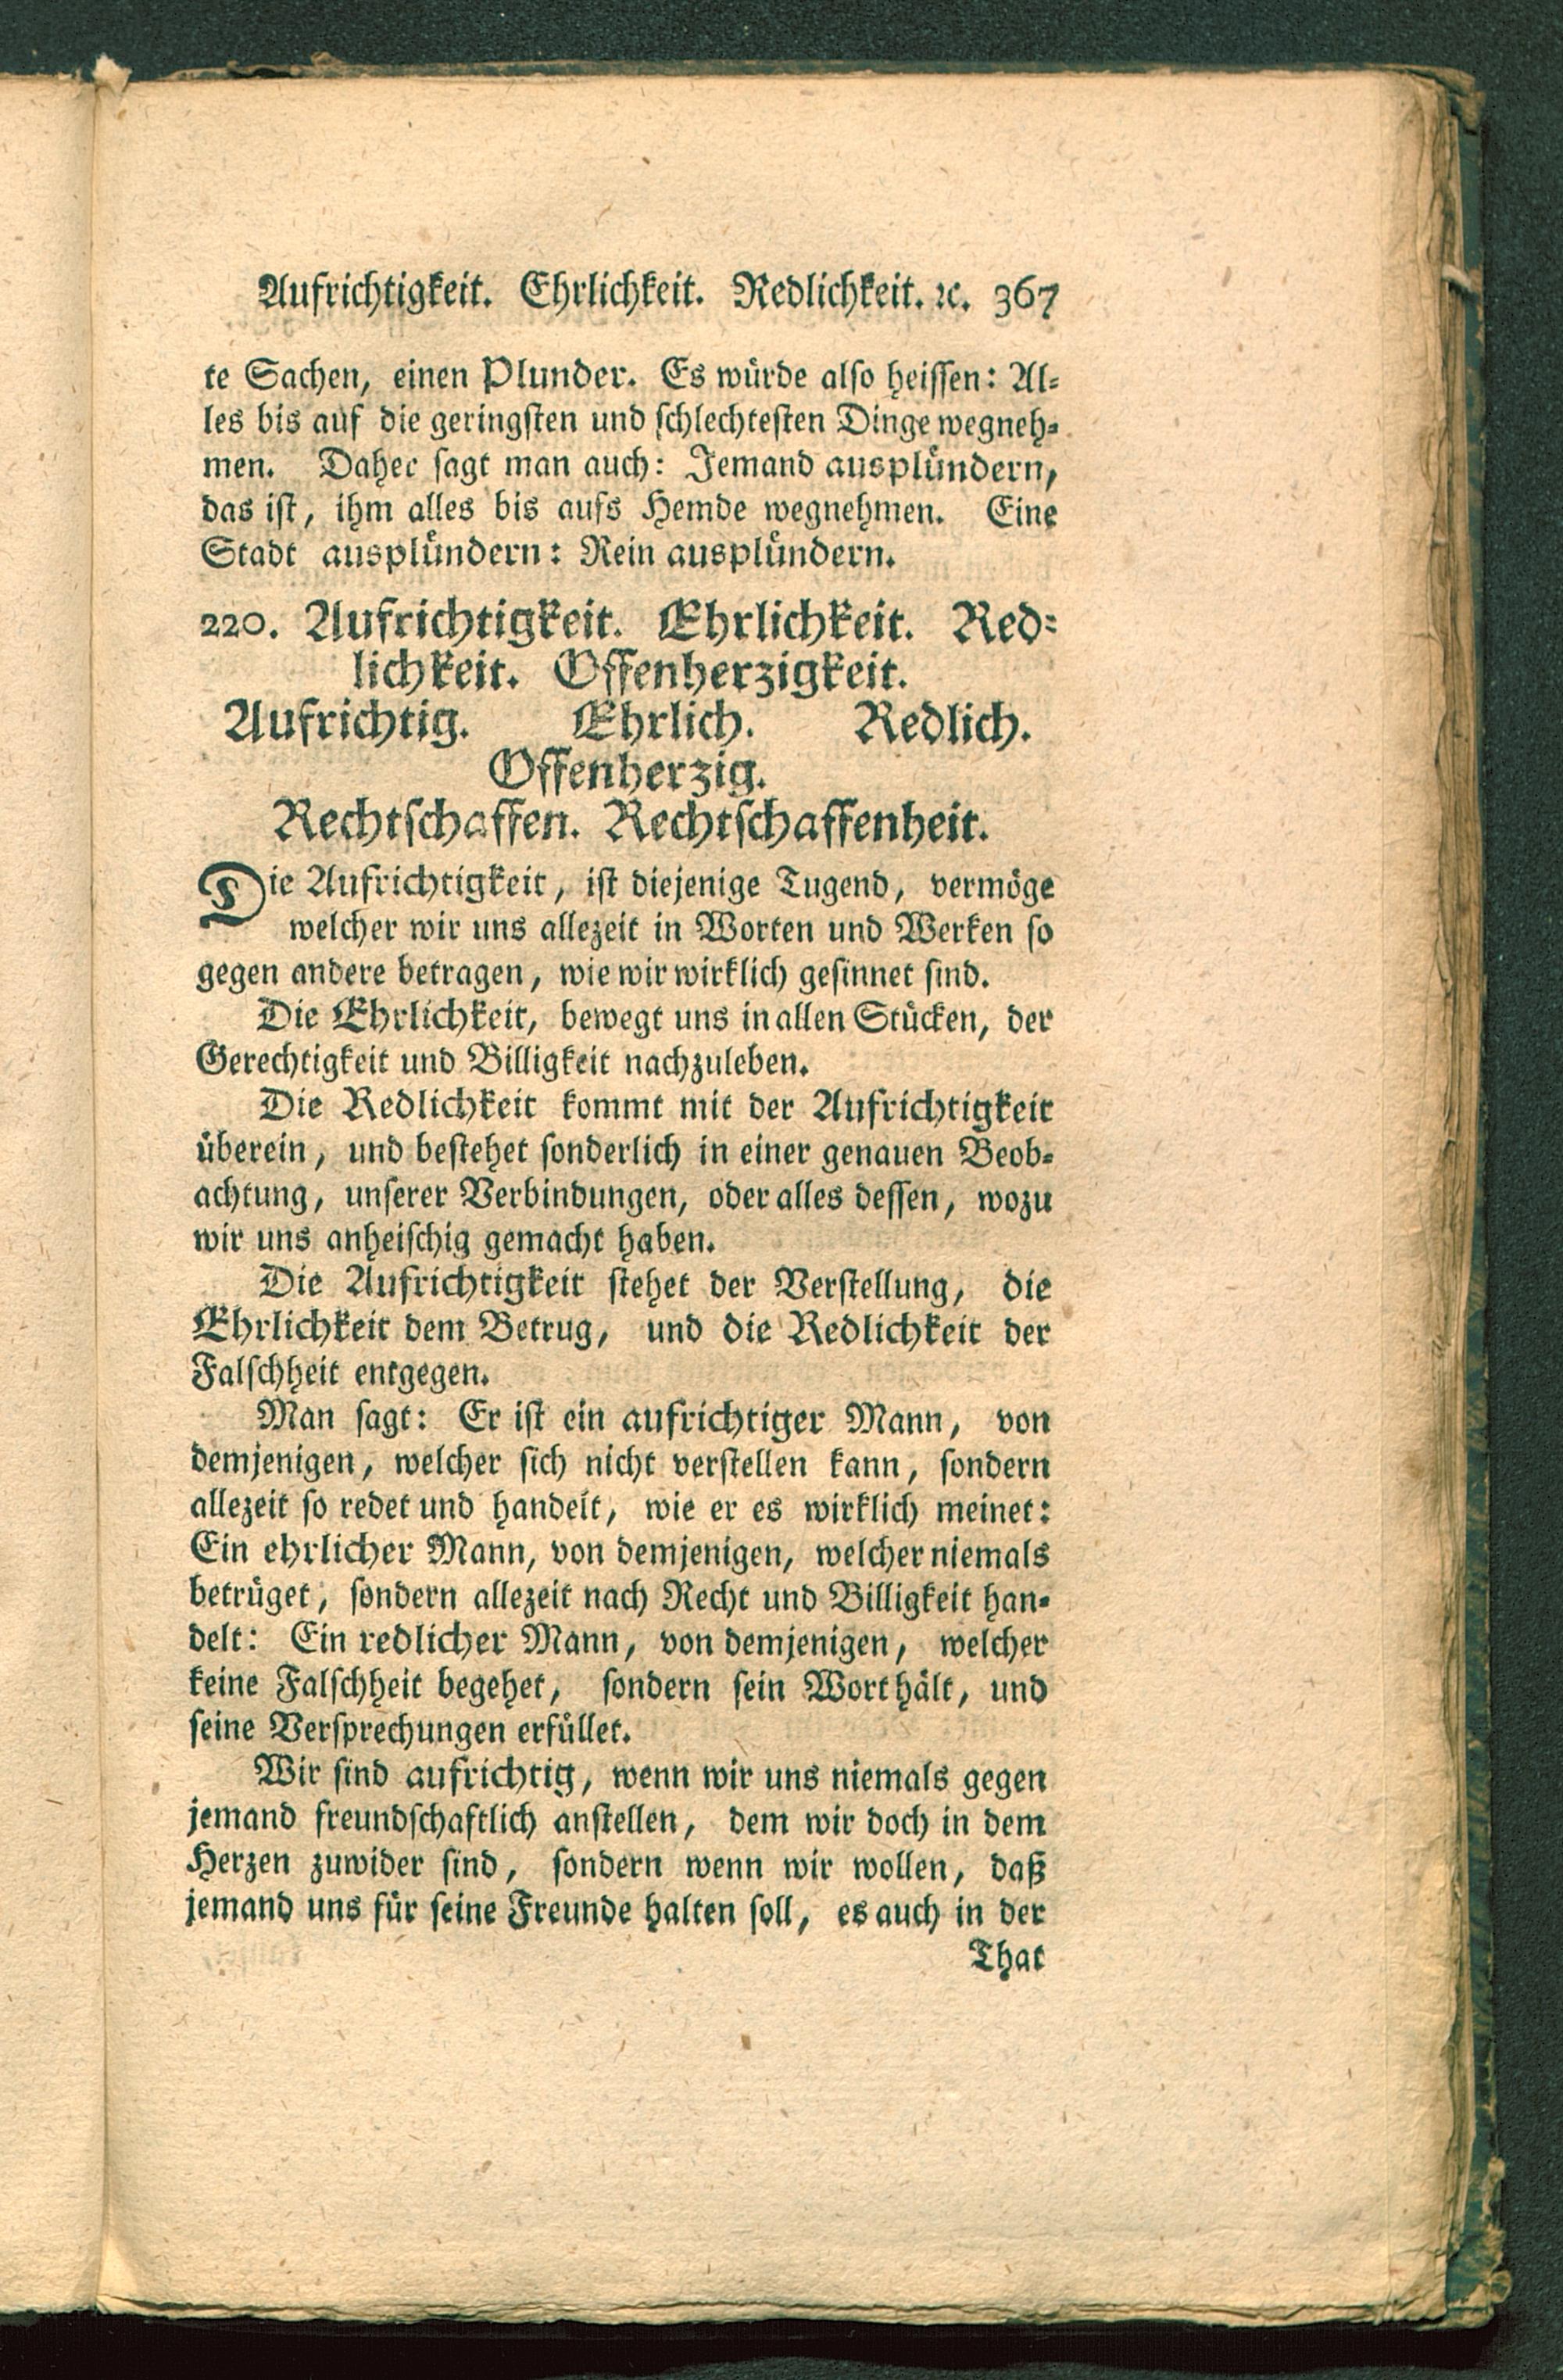 Aufrichtigkeit. Ehrlichkeit. Redlichkeit. ꝛc. 367
te Sachen, einen Plunder. Es würde also heissen: Al-
les bis auf die geringsten und schlechtesten Dinge wegneh-
men. Daher sagt man auch: Jemand ausplündern,
das ist, ihm alles bis aufs Hemde wegnehmen. Eine
Stadt ausplündern: Rein ausplündern.
220. Aufrichtigkeit. Ehrlichkeit. Red-
lichkeit. Offenherzigkeit.
Aufrichtig. Ehrlich. Redlich.
Offenherzig.
Rechtschaffen. Rechtschaffenheit.
Die Aufrichtigkeit, ist diejenige Tugend, vermöge
welcher wir uns allezeit in Worten und Werken so
gegen andere betragen, wie wir wirklich gesinnet sind.
Die Ehrlichkeit, bewegt uns in allen Stücken, der
Gerechtigkeit und Billigkeit nachzuleben.
Die Redlichkeit kommt mit der Aufrichtigkeit
überein, und bestehet sonderlich in einer genauen Beob-
achtung, unserer Verbindungen, oder alles dessen, wozu
wir uns anheischig gemacht haben.
Die Aufrichtigkeit stehet der Verstellung, die
Ehrlichkeit dem Betrug, und die Redlichkeit der
Falschheit entgegen.
Man sagt: Er ist ein aufrichtiger Mann, von
demjenigen, welcher sich nicht verstellen kann, sondern
allezeit so redet und handelt, wie er es wirklich meinet:
Ein ehrlicher Mann, von demjenigen, welcher niemals
betrüget, sondern allezeit nach Recht und Billigkeit han-
delt: Ein redlicher Mann, von demjenigen, welcher
keine Falschheit begehet, sondern sein Wort hält, und
seine Versprechungen erfüllet.
Wir sind aufrichtig, wenn wir uns niemals gegen
jemand freundschaftlich anstellen, dem wir doch in dem
Herzen zuwider sind, sondern wenn wir wollen, daß
jemand uns für seine Freunde halten soll, es auch in der
That